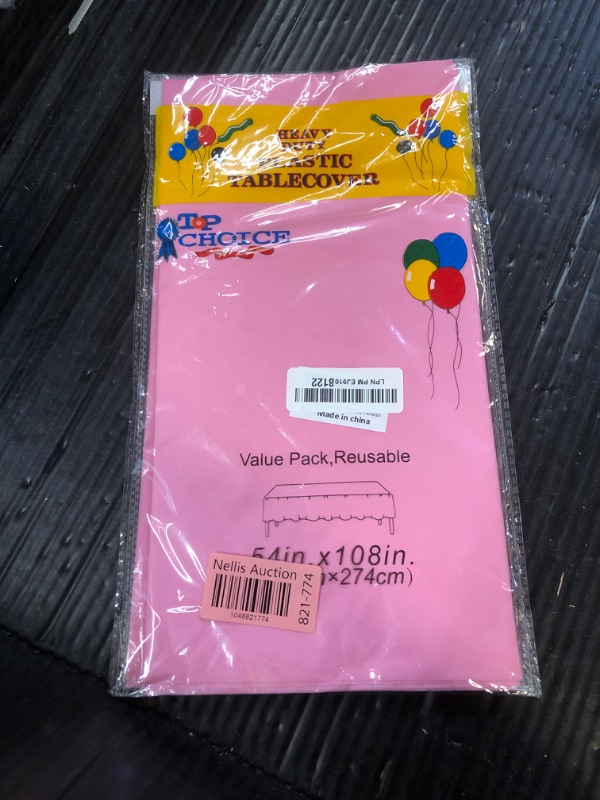 HEAVY
DUTY
PLASTIC
TABLECOVER
TOP
CHOICE
LPN PM EJ9108122
made in china
Value Pack,Reusable
54in.x108in.
×274cm)
Nellis Auction
1048621774
821-774